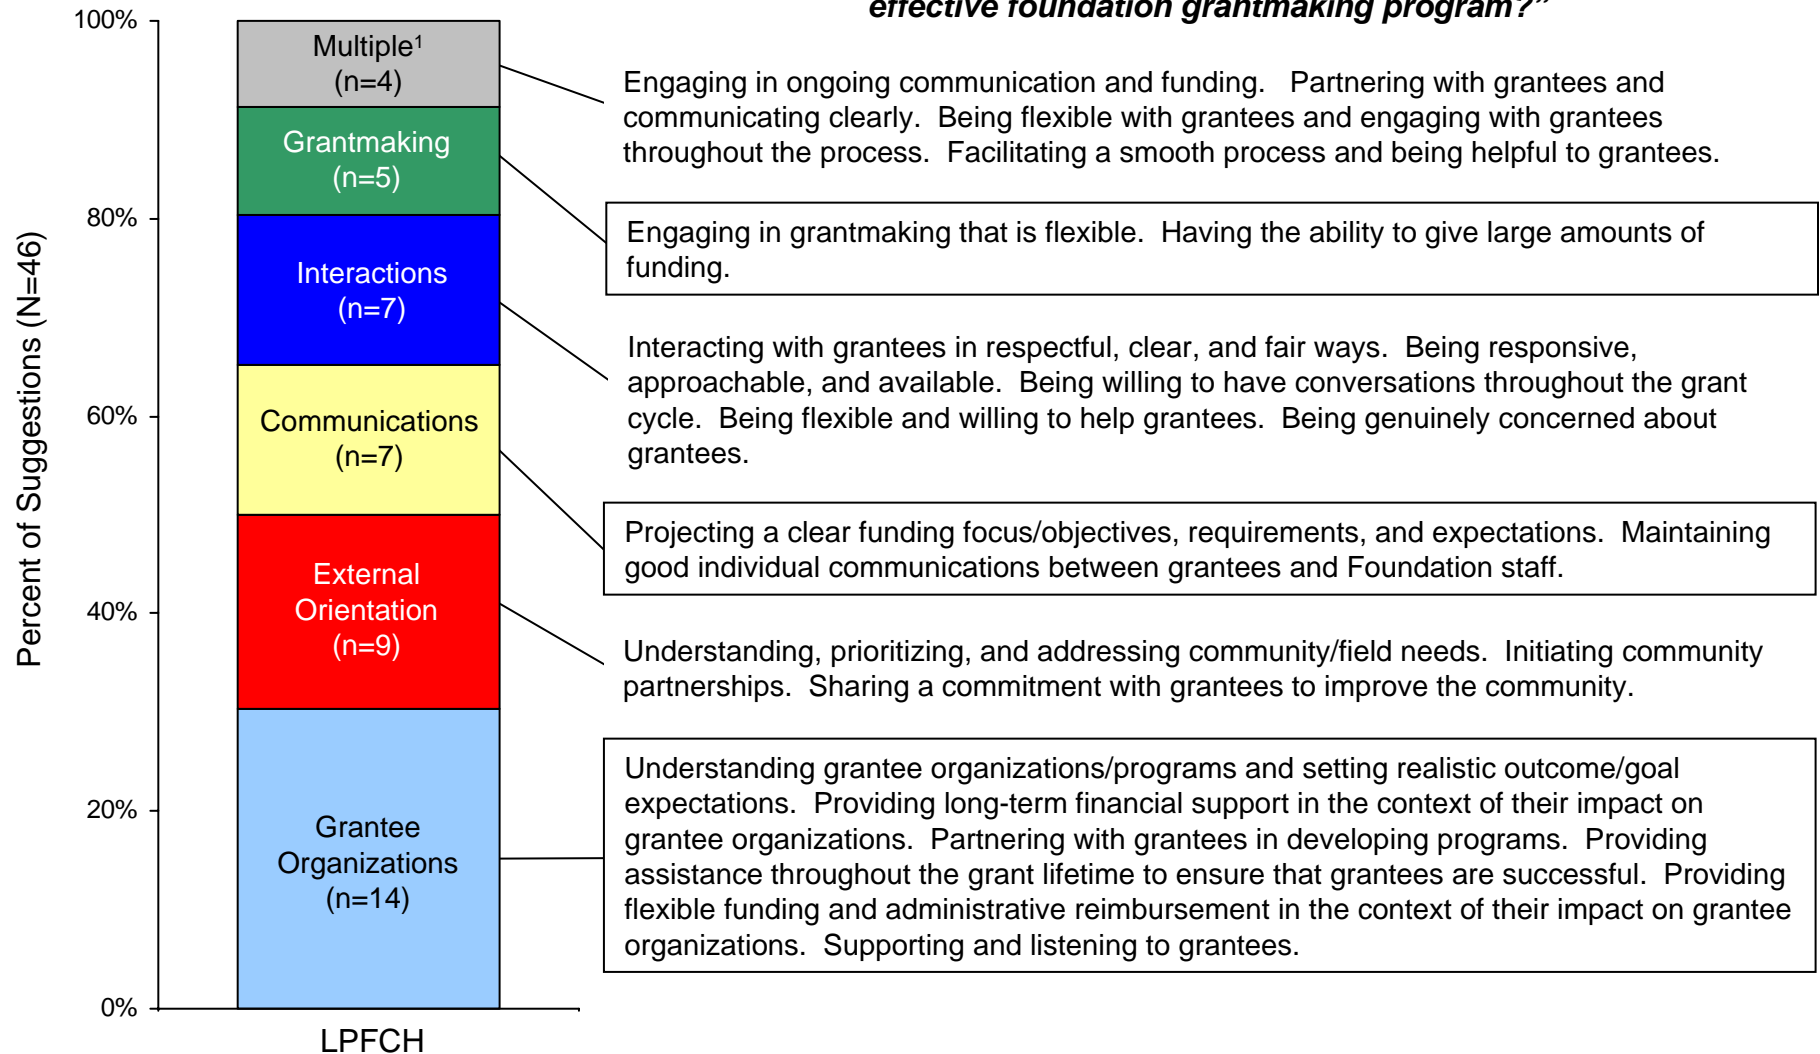 effective foundation grantmaking program?”
100%
80%
60%
40%
20%
0%
Percent of Suggestions (N=46)
Multiple¹
(n=4)
Engaging in ongoing communication and funding. Partnering with grantees and
communicating clearly. Being flexible with grantees and engaging with grantees
throughout the process. Facilitating a smooth process and being helpful to grantees.
Grantmaking
(n=5)
Engaging in grantmaking that is flexible. Having the ability to give large amounts of
funding.
Interactions
(n=7)
Interacting with grantees in respectful, clear, and fair ways. Being responsive,
approachable, and available. Being willing to have conversations throughout the grant
cycle. Being flexible and willing to help grantees. Being genuinely concerned about
grantees.
Communications
(n=7)
Projecting a clear funding focus/objectives, requirements, and expectations. Maintaining
good individual communications between grantees and Foundation staff.
External
Orientation
(n=9)
Understanding, prioritizing, and addressing community/field needs. Initiating community
partnerships. Sharing a commitment with grantees to improve the community.
Grantee
Organizations
(n=14)
Understanding grantee organizations/programs and setting realistic outcome/goal
expectations. Providing long-term financial support in the context of their impact on
grantee organizations. Partnering with grantees in developing programs. Providing
assistance throughout the grant lifetime to ensure that grantees are successful. Providing
flexible funding and administrative reimbursement in the context of their impact on grantee
organizations. Supporting and listening to grantees.
LPFCH